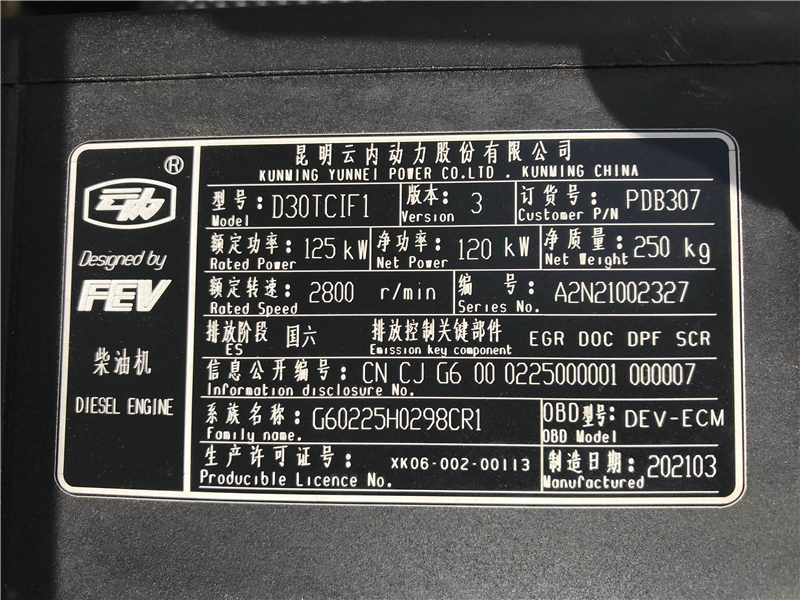 昆明云内动力股份有限公司
KUNMING YUNNEI POWER CO.LTD . KUNMING CHINA
®
云内
Designed by
FEV
柴油机
DIESEL ENGINE
型号: D30TCIF1 版本: 3 订货号: PDB307
Model Version Customer P/N
额定功率: 125 kW 净功率: 120 kW 净质量: 250 kg
Rated Power Net Power Net Weight
额定转速: 2800 r/min 编 号: A2N21002327
Rated Speed Series No.
排放阶段 国六 排放控制关键部件 EGR DOC DPF SCR
ES Emission key component
信息公开编号: CN CJ G6 00 0225000001 000007
Information disclosure No.
系族名称: G60225H0298CR1 OBD型号: DEV-ECM
Family name. OBD Model
生产许可证号: XK06-002-00113 制造日期: 202103
Producible Licence No. Manufactured